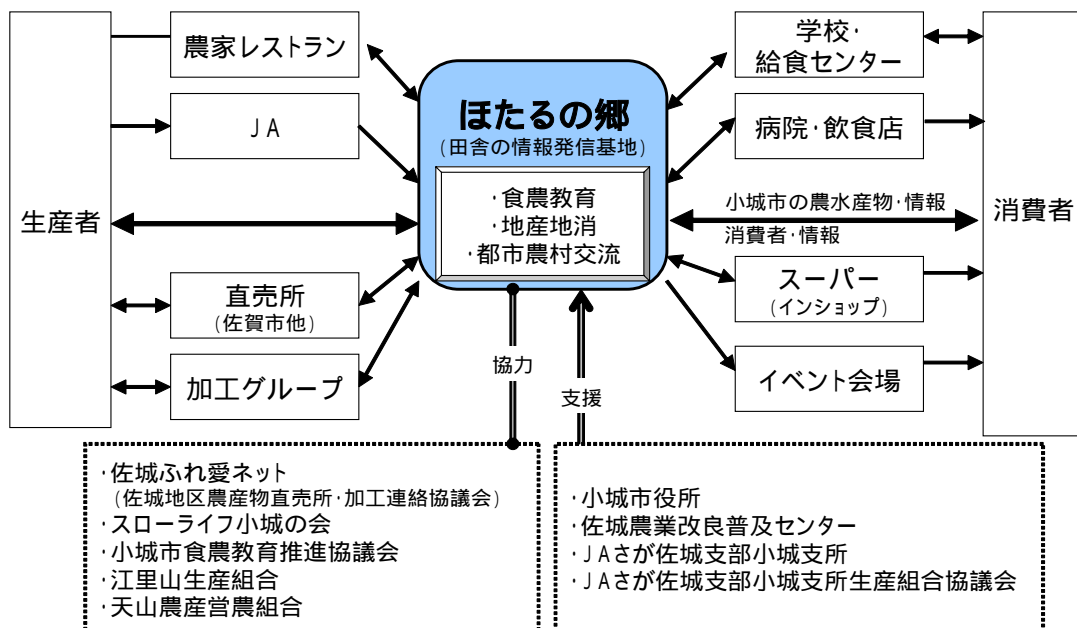 生産者
農家レストラン
JA
直売所
(佐賀市他)
加工グループ
ほたるの郷
(田舎の情報発信基地)
・食農教育
・地産地消
・都市農村交流
学校・
給食センター
病院・飲食店
小城市の農水産物・情報
消費者・情報
スーパー
(インショップ)
イベント会場
消費者
協力
支援
・佐城ふれ愛ネット
(佐城地区農産物直売所・加工連絡協議会)
・スローライフ小城の会
・小城市食農教育推進協議会
・江里山生産組合
・天山農産営農組合
・小城市役所
・佐城農業改良普及センター
・JAさが佐城支部小城支所
・JAさが佐城支部小城支所生産組合協議会